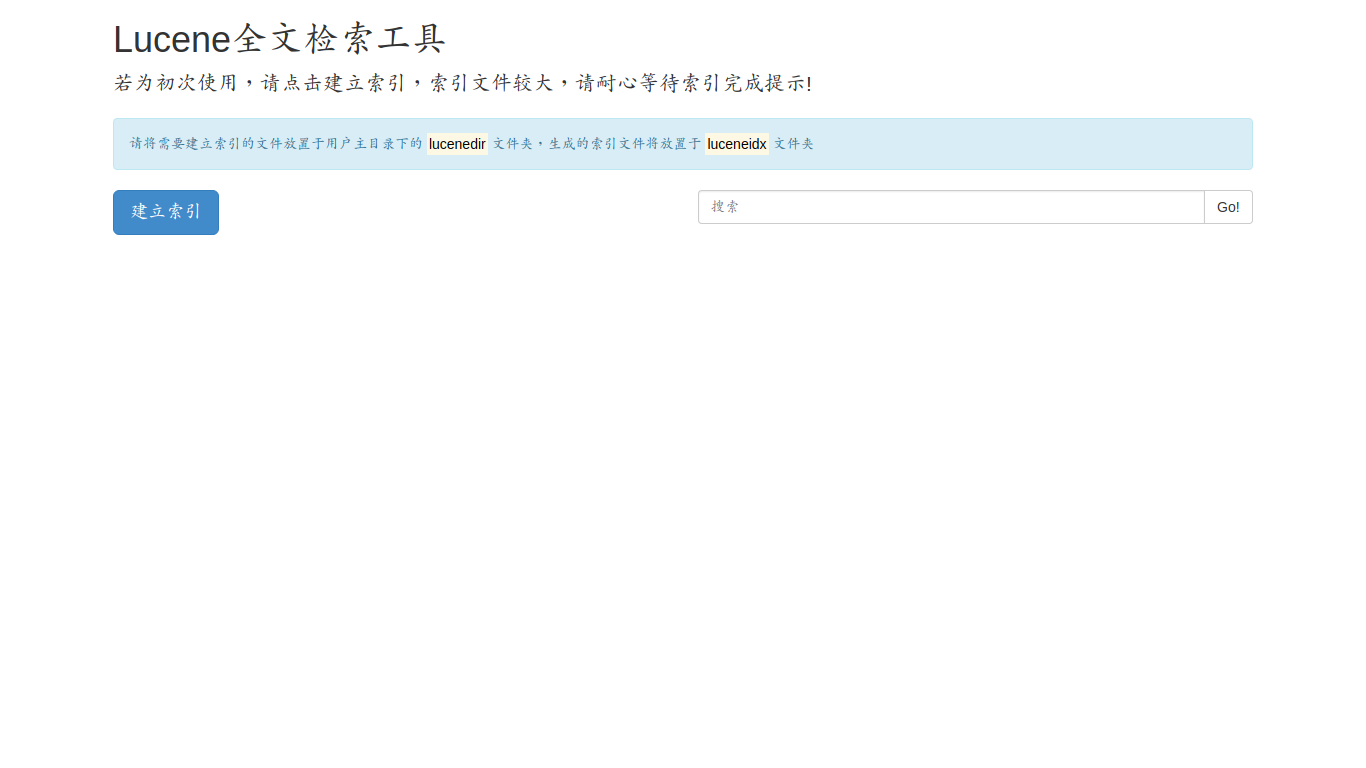 Lucene全文检索工具
若为初次使用，请点击建立索引，索引文件较大，请耐心等待索引完成提示!
请将需要建立索引的文件放置于用户主目录下的 lucenedir 文件夹，生成的索引文件将放置于 luceneidx 文件夹
建立索引
搜索
Go!